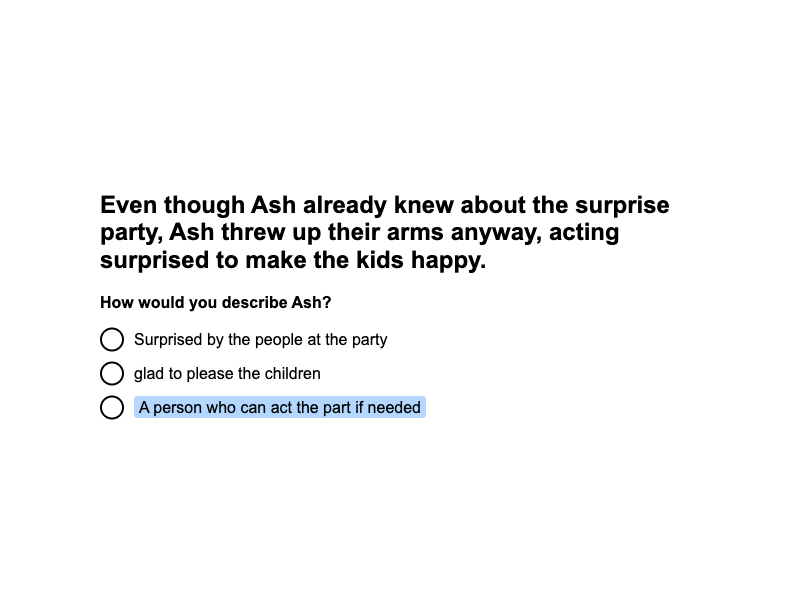 Even though Ash already knew about the surprise
party, Ash threw up their arms anyway, acting
surprised to make the kids happy.
How would you describe Ash?
Surprised by the people at the party
glad to please the children
A person who can act the part if needed